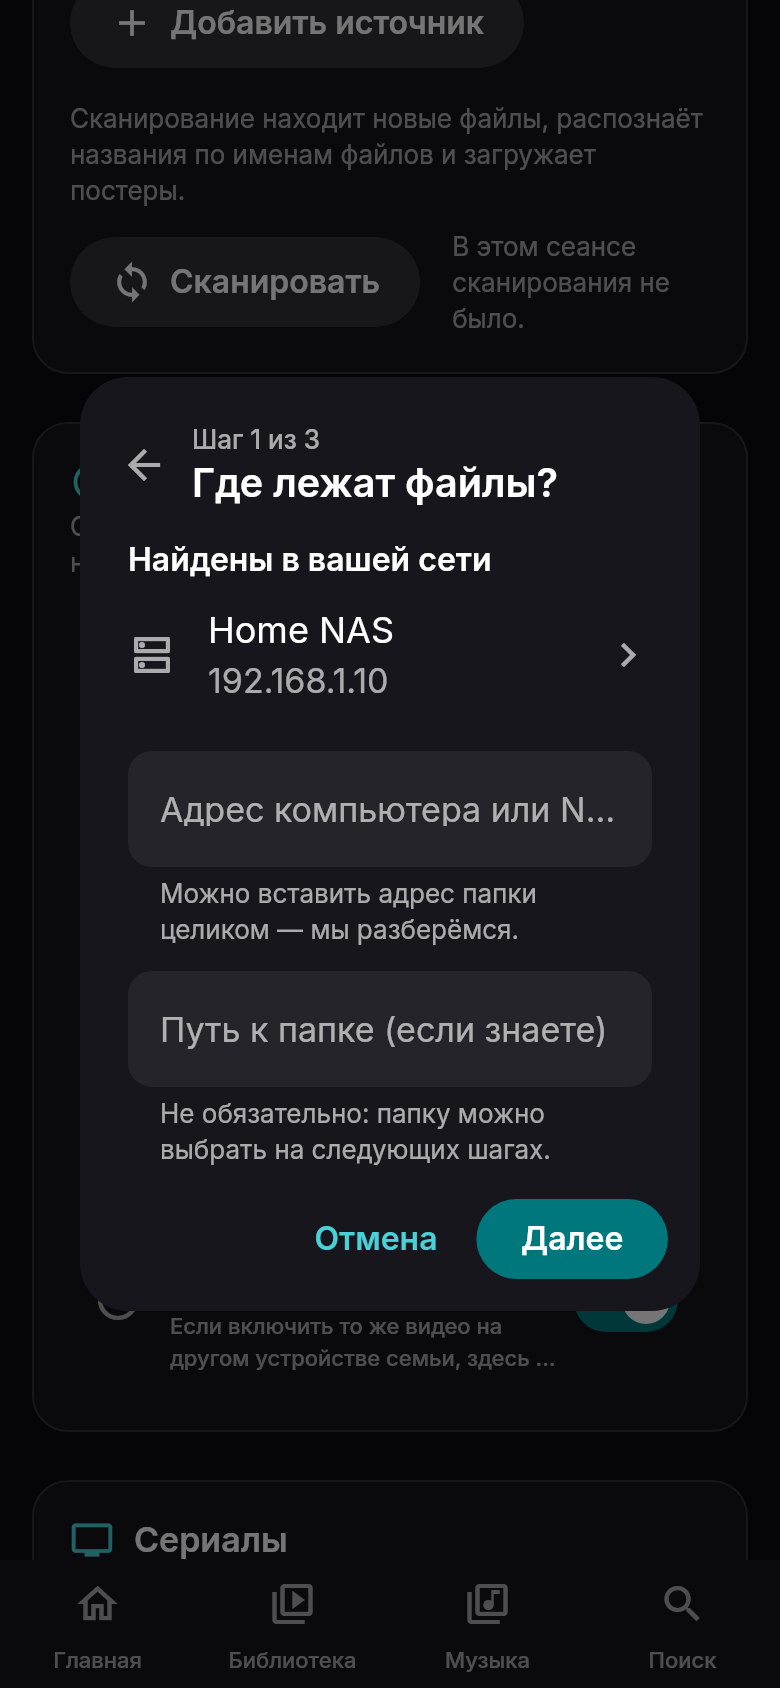 Добавить источник
Сканирование находит новые файлы, распознаёт
названия по именам файлов и загружает
постеры.
Сканировать
В этом сеансе
сканирования не
было.
Шаг 1 из 3
Где лежат файлы?
Найдены в вашей сети
Home NAS
192.168.1.10
Адрес компьютера или N...
Можно вставить адрес папки
целиком — мы разберёмся.
Путь к папке (если знаете)
Не обязательно: папку можно
выбрать на следующих шагах.
Отмена
Далее
Если включить то же видео на
другом устройстве семьи, здесь ...
Сериалы
Главная
Библиотека
Музыка
Поиск